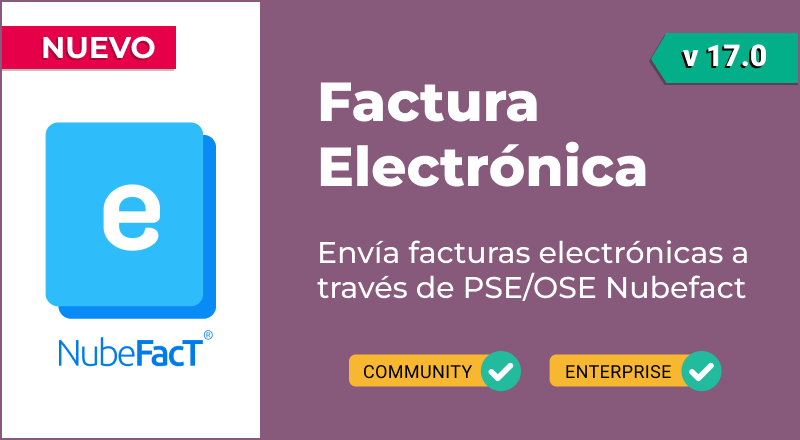 NUEVO
v 17.0
Factura
Electrónica
e
NubeFacT®
Envía facturas electrónicas a
través de PSE/OSE Nubefact
COMMUNITY
ENTERPRISE